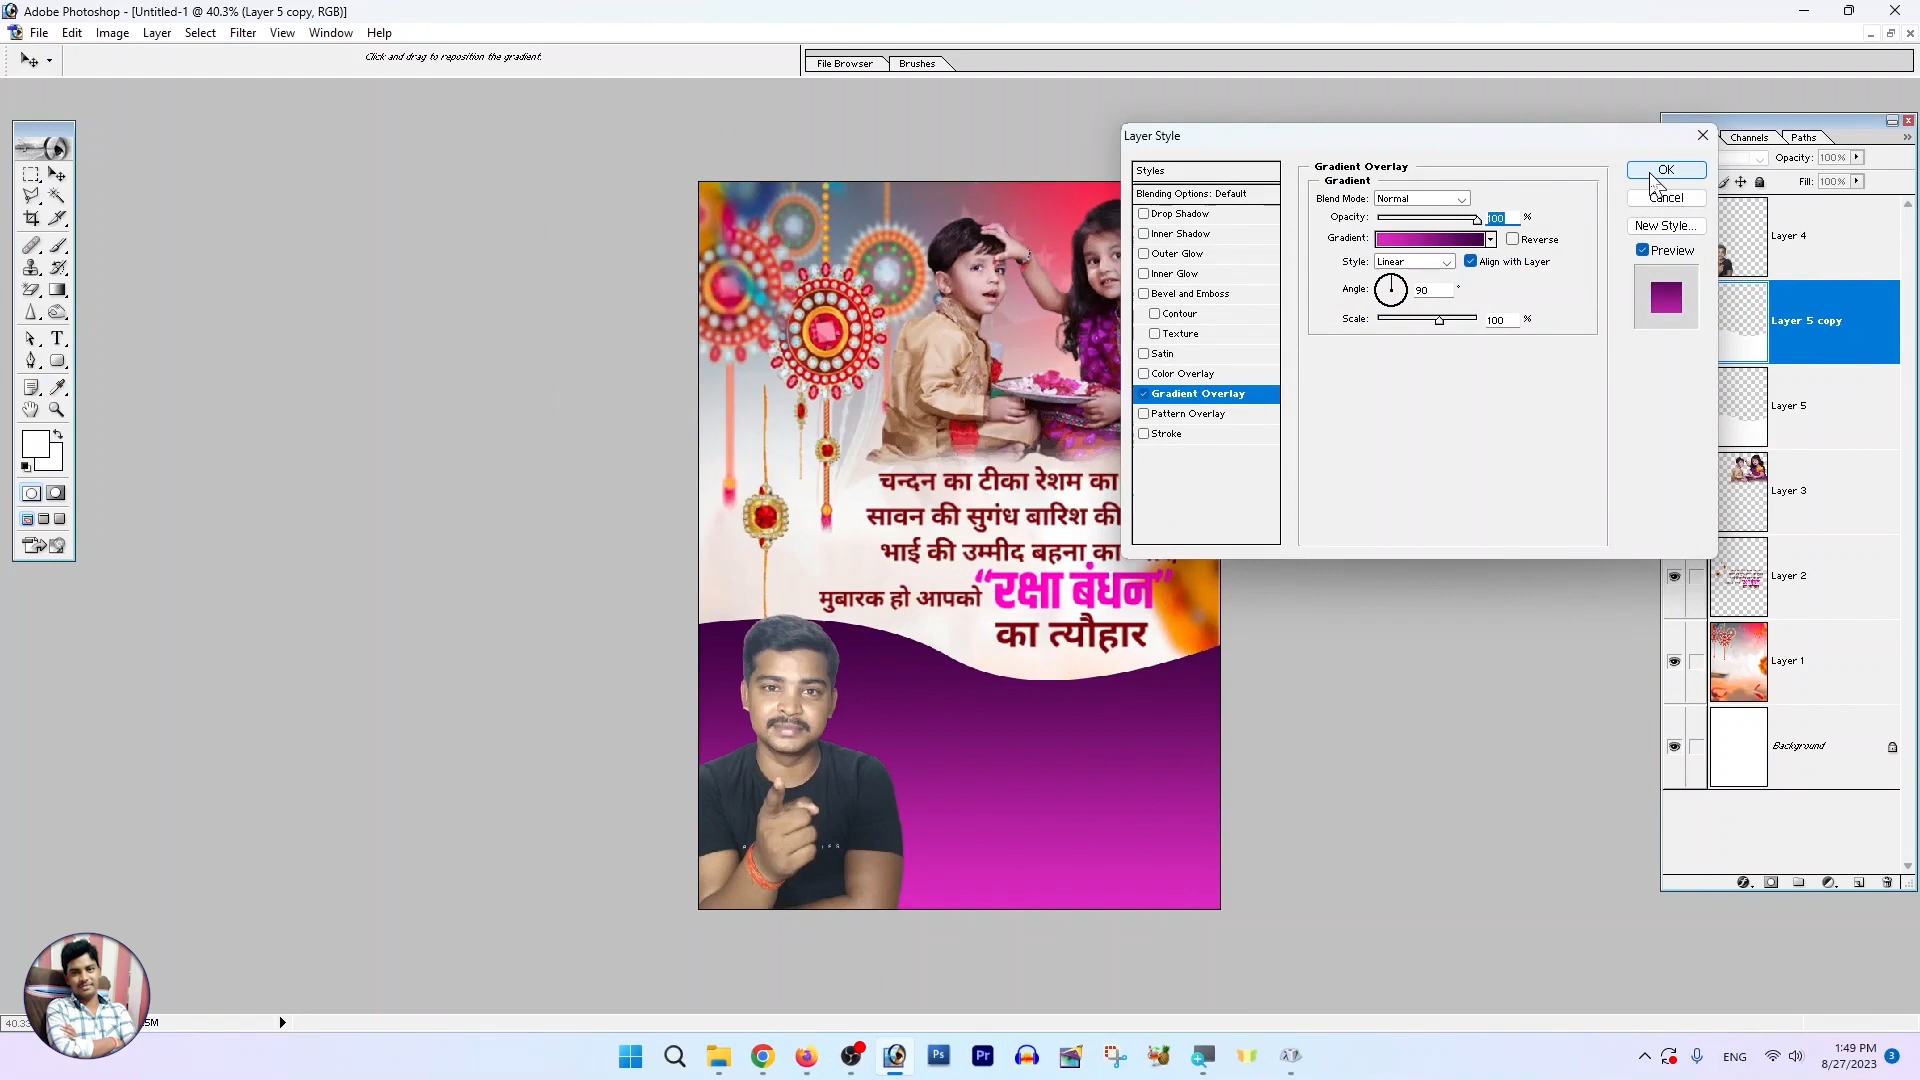 Adobe Photoshop - [Untitled-1 @ 40.3% (Layer 5 copy, RGB)]
File Edit Image Layer Select Filter View Window Help
Click and drag to reposition the gradient.
File Browser Brushes
Layer Style
Styles
Blending Options: Default
Drop Shadow
Inner Shadow
Outer Glow
Inner Glow
Bevel and Emboss
Contour
Texture
Satin
Color Overlay
Gradient Overlay
Pattern Overlay
Stroke
Gradient Overlay
Gradient
Blend Mode: Normal
Opacity: 100 %
Gradient: Reverse
Style: Linear Align with Layer
Angle: 90 °
Scale: 100 %
OK
Cancel
New Style...
Preview
Channels Paths
Opacity: 100%
Fill: 100%
Layer 4
Layer 5 copy
Layer 5
Layer 3
Layer 2
Layer 1
Background
चन्दन का टीका रेशम का
सावन की सुगंध बारिश की
भाई की उम्मीद बहना का
मुबारक हो आपको “रक्षा बंधन”
का त्यौहार
ENG
1:49 PM
8/27/2023
3